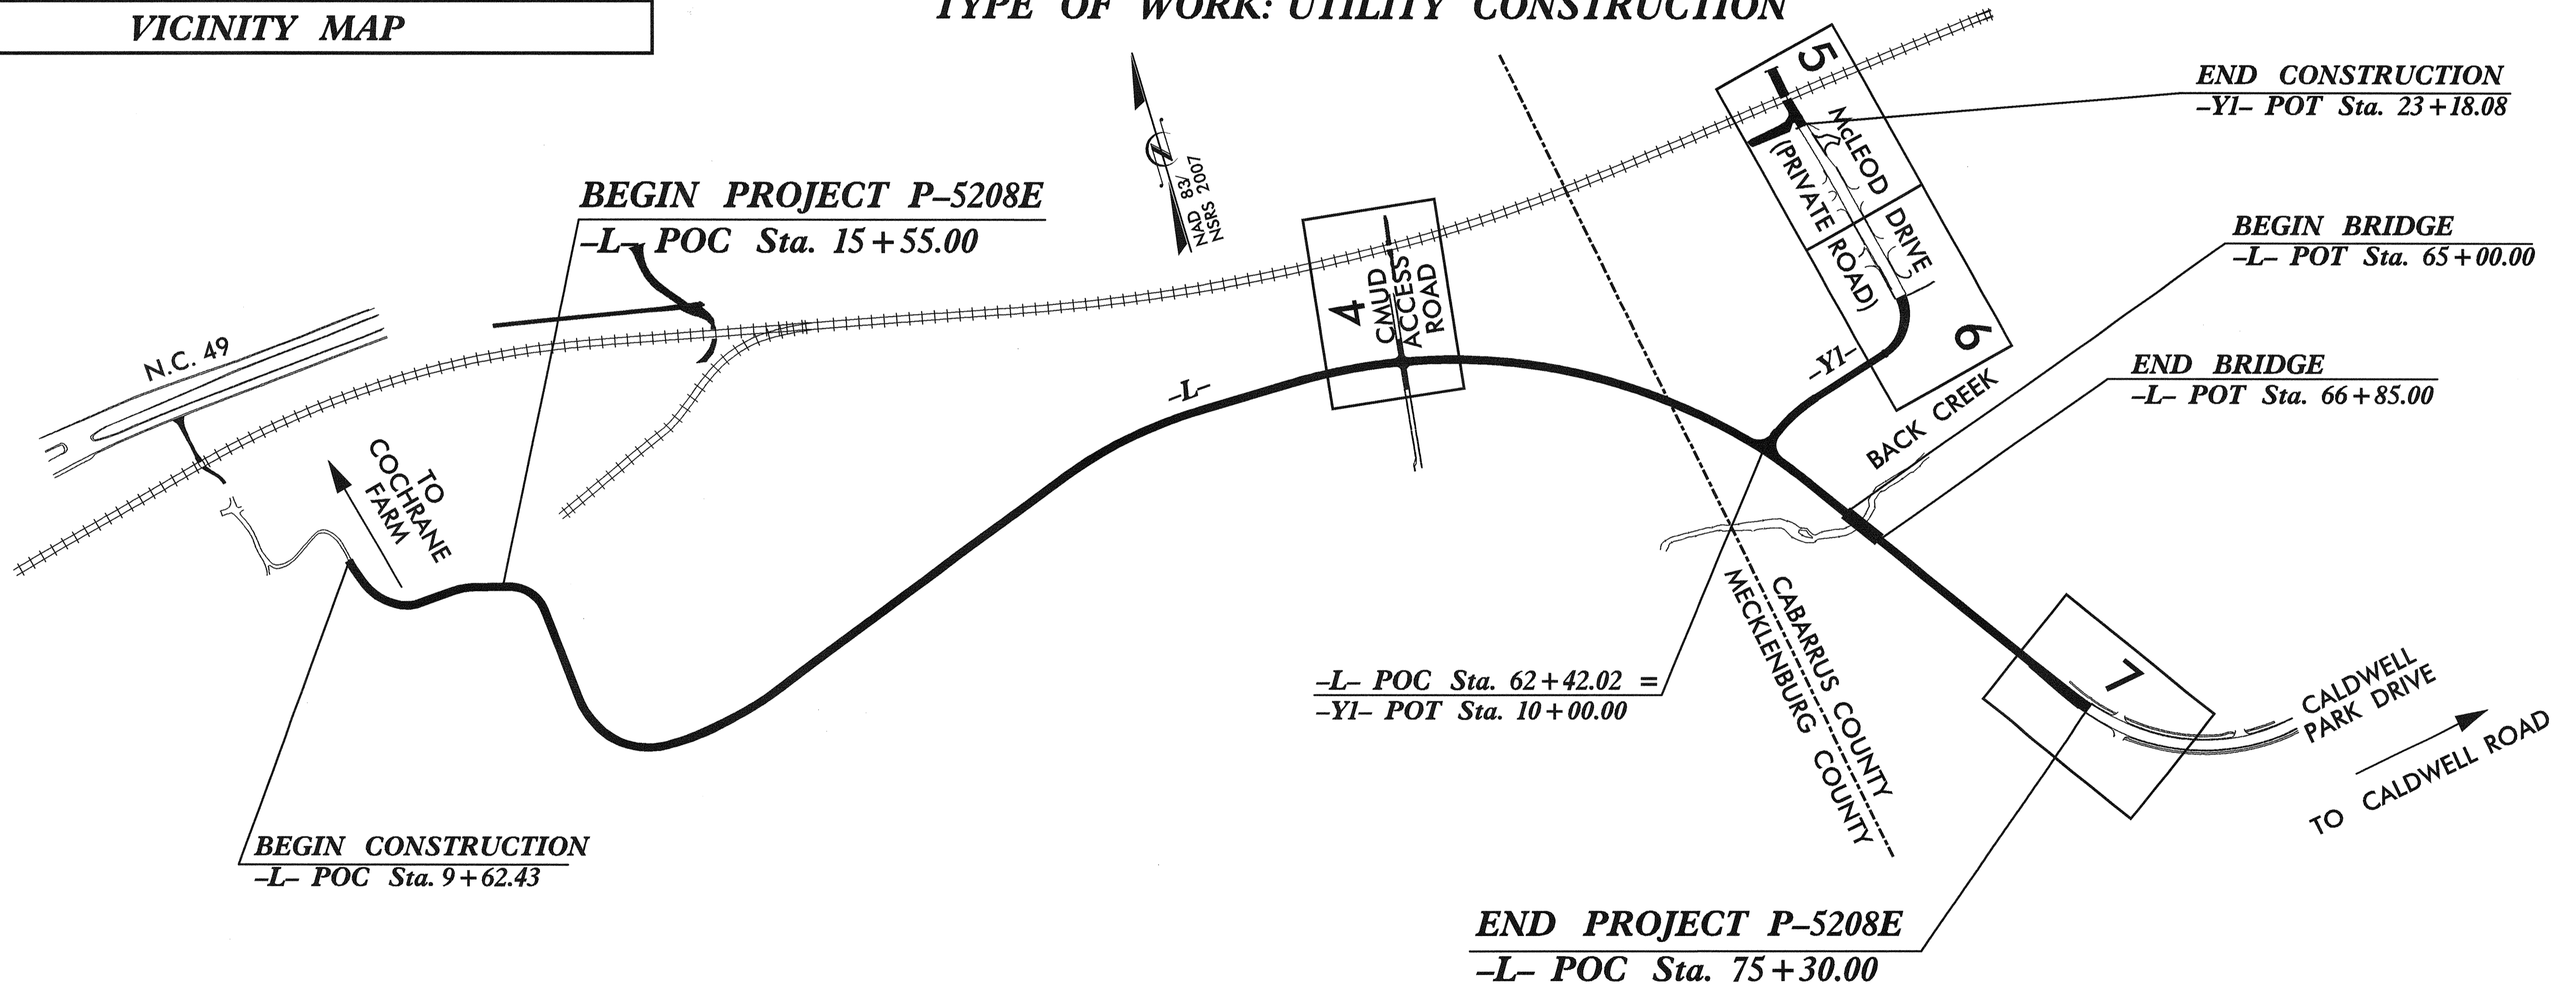 TYPE OF WORK: UTILITY CONSTRUCTION
VICINITY MAP
END CONSTRUCTION
–Y1– POT Sta. 23+18.08
5
McLEOD DRIVE
(PRIVATE ROAD)
6
NAD 83/
NSRS 2007
BEGIN PROJECT P–5208E
–L– POC Sta. 15+55.00
BEGIN BRIDGE
–L– POT Sta. 65+00.00
4
CMUD
ACCESS
ROAD
N.C. 49
–L–
–Y1–
END BRIDGE
–L– POT Sta. 66+85.00
BACK CREEK
TO
COCHRANE
FARM
CABARRUS COUNTY
MECKLENBURG COUNTY
–L– POC Sta. 62+42.02 =
–Y1– POT Sta. 10+00.00
7
CALDWELL
PARK DRIVE
TO CALDWELL ROAD
BEGIN CONSTRUCTION
–L– POC Sta. 9+62.43
END PROJECT P–5208E
–L– POC Sta. 75+30.00